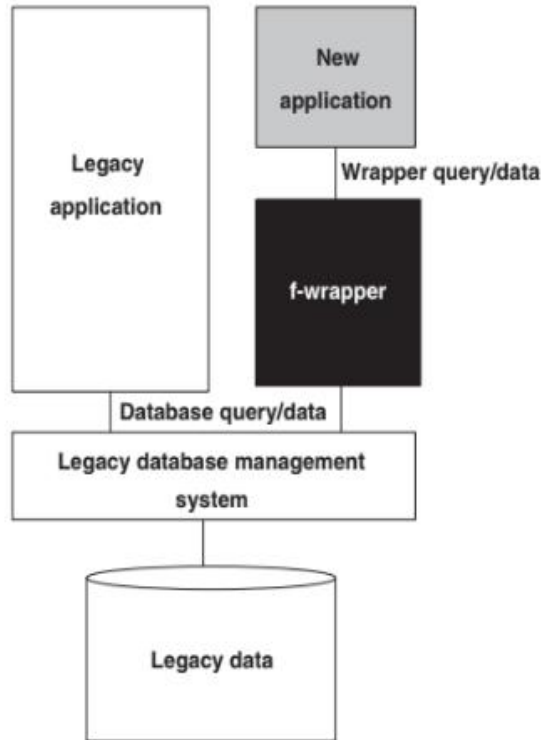 New
application
Legacy
application
Wrapper query/data
f-wrapper
Database query/data
Legacy database management
system
Legacy data